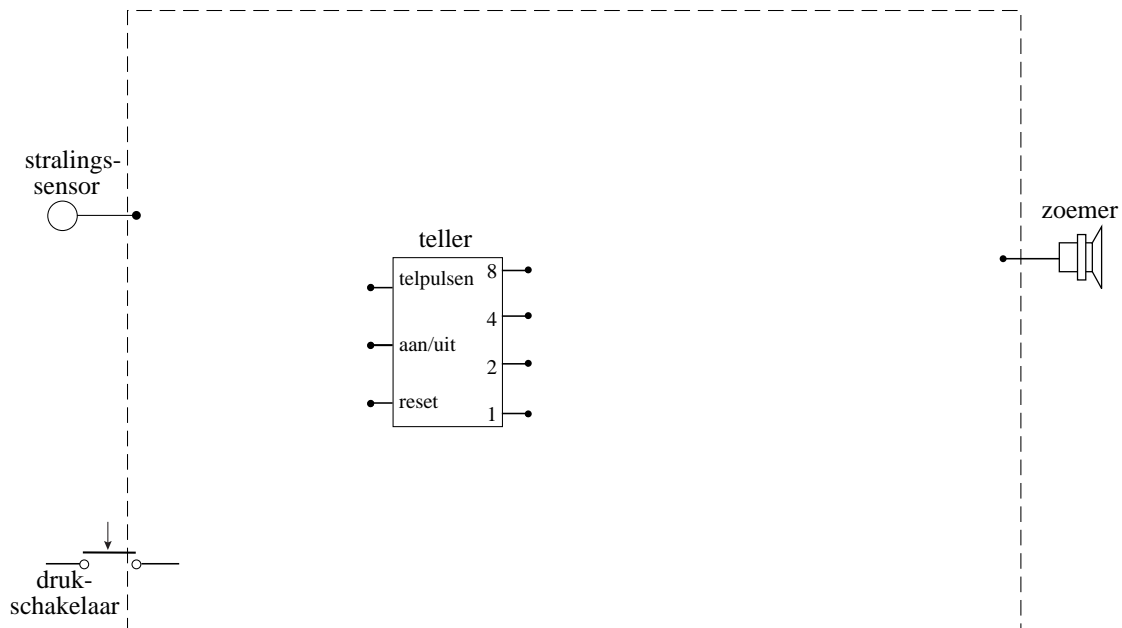 stralings-
sensor
zoemer
teller
telpulsen
8
4
aan/uit
2
reset
1
druk-
schakelaar